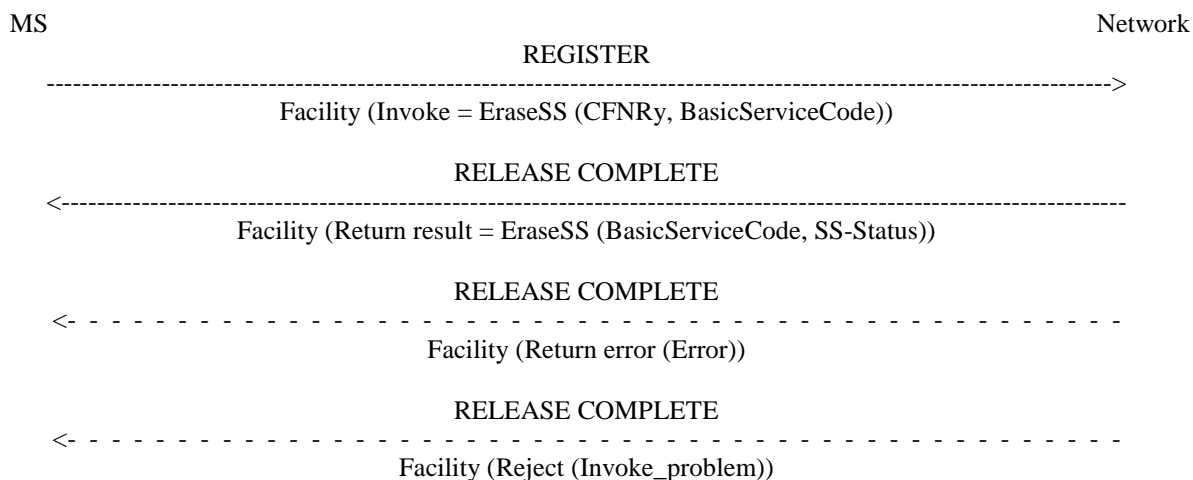 MS Network
REGISTER
Facility (Invoke = EraseSS (CFNRy, BasicServiceCode))
RELEASE COMPLETE
Facility (Return result = EraseSS (BasicServiceCode, SS-Status))
RELEASE COMPLETE
Facility (Return error (Error))
RELEASE COMPLETE
Facility (Reject (Invoke_problem))